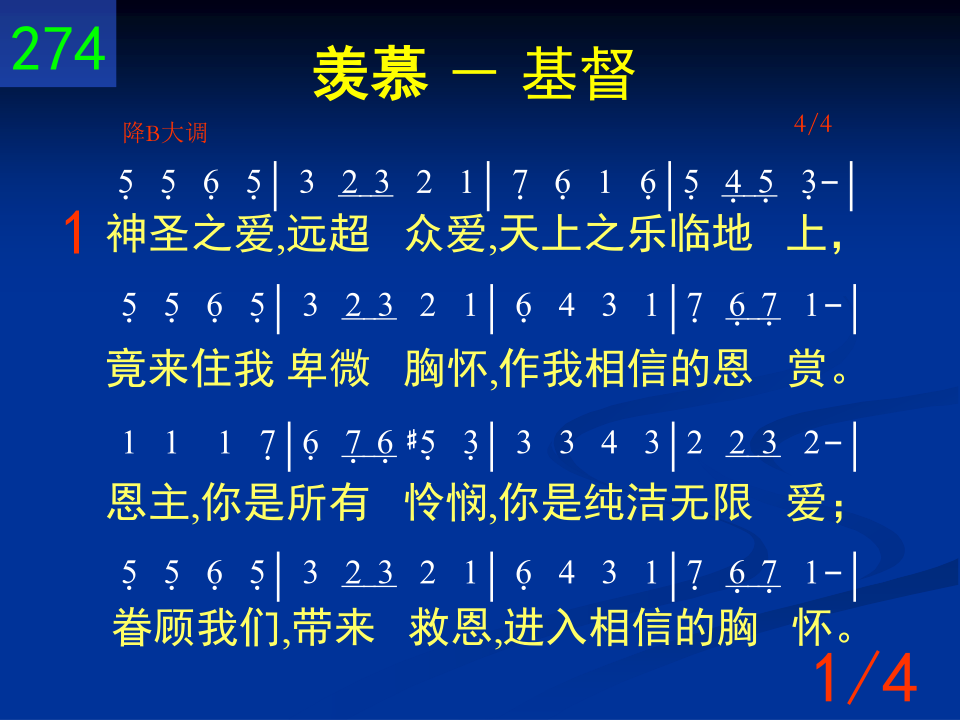 274
羡慕 － 基督
降B大调 4/4
5̣ 5̣ 6̣ 5̣│ 3 2 3 2 1│ 7̣ 6̣ 1 6̣│5̣ 4̣ 5̣ 3̣-│
1 神圣之爱,远超 众爱,天上之乐临地 上，
5̣ 5̣ 6̣ 5̣│ 3 2 3 2 1│ 6̣ 4 3 1│7̣ 6̣ 7̣ 1-│
竟来住我 卑微 胸怀,作我相信的恩 赏。
1 1 1 7̣│6̣ 7̣ 6̣ #5̣ 3̣│ 3 3 4 3│2 2 3 2-│
恩主,你是所有 怜悯,你是纯洁无限 爱；
5̣ 5̣ 6̣ 5̣│ 3 2 3 2 1│ 6̣ 4 3 1│7̣ 6̣ 7̣ 1-│
眷顾我们,带来 救恩,进入相信的胸 怀。
1/4